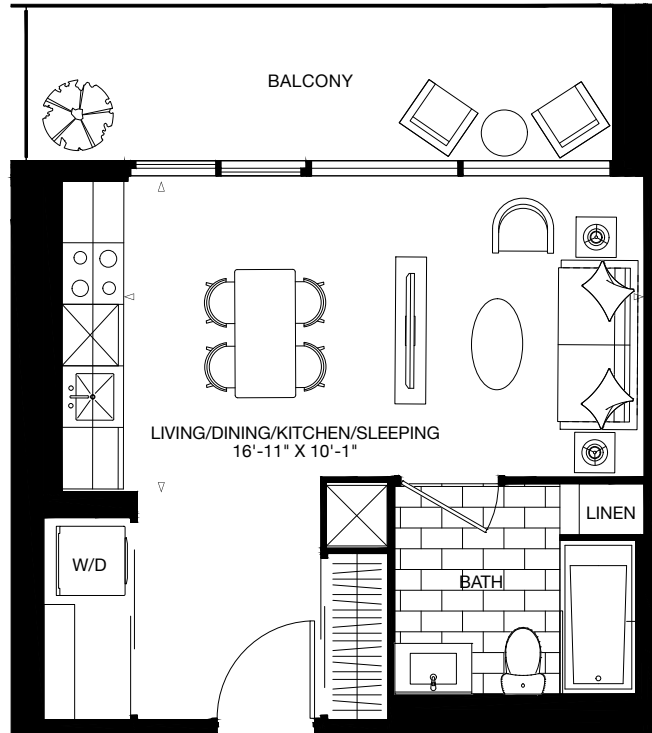 BALCONY
LIVING/DINING/KITCHEN/SLEEPING
16'-11" X 10'-1"
LINEN
W/D
BATH